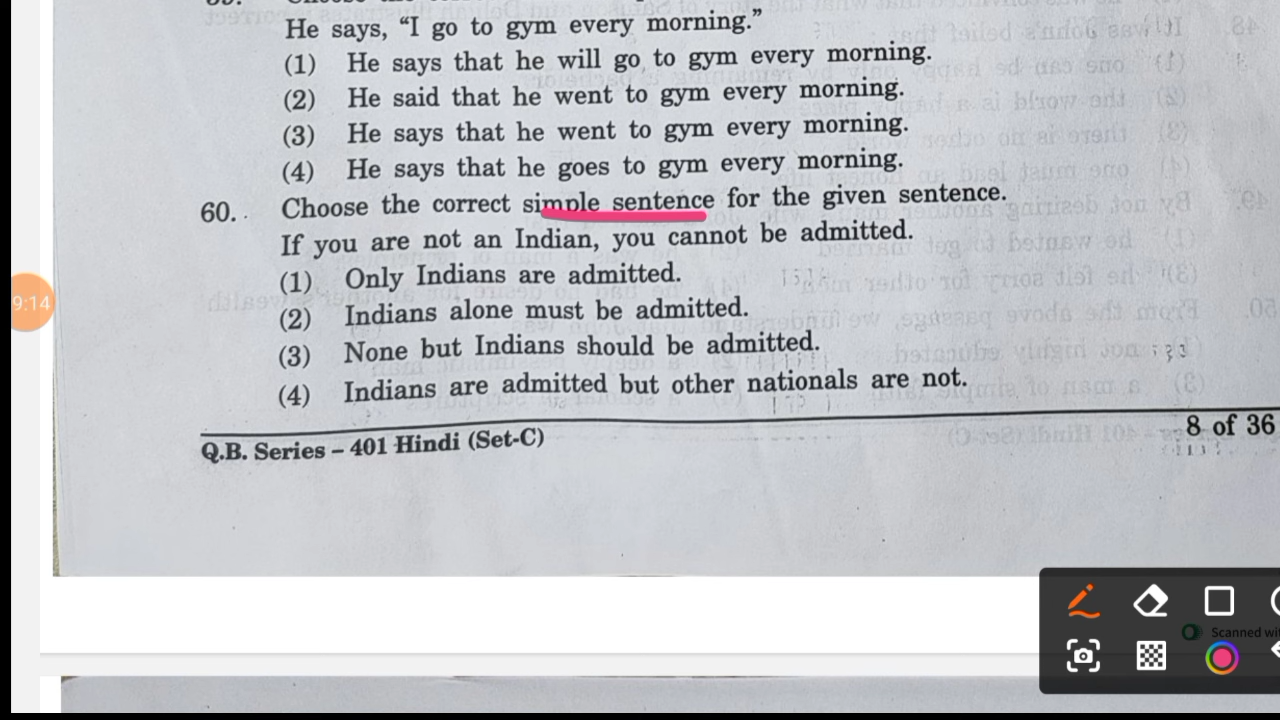 He says, “I go to gym every morning.”
(1) He says that he will go to gym every morning.
(2) He said that he went to gym every morning.
(3) He says that he went to gym every morning.
(4) He says that he goes to gym every morning.
60. Choose the correct simple sentence for the given sentence.
If you are not an Indian, you cannot be admitted.
(1) Only Indians are admitted.
(2) Indians alone must be admitted.
(3) None but Indians should be admitted.
(4) Indians are admitted but other nationals are not.
Q.B. Series – 401 Hindi (Set-C)
8 of 36
9:14
Scanned wi